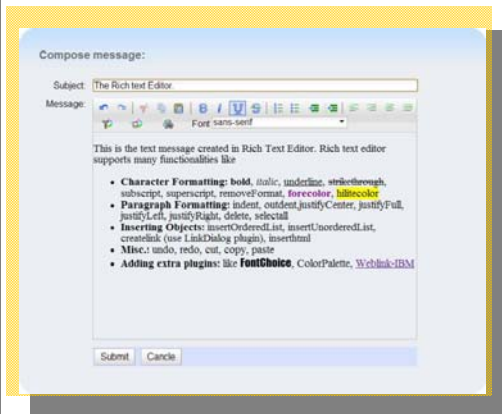 Compose message:
Subject: The Rich text Editor.
Message:
B I U S
Font sans-serif
This is the text message created in Rich Text Editor. Rich text editor
supports many functionalities like
• Character Formatting: bold, italic, underline, strikethrough,
subscript, superscript, removeFormat, forecolor, hilitecolor
• Paragraph Formatting: indent, outdent,justifyCenter, justifyFull,
justifyLeft, justifyRight, delete, selectall
• Inserting Objects: insertOrderedList, insertUnorderedList,
createlink (use LinkDialog plugin), inserthtml
• Misc.: undo, redo, cut, copy, paste
• Adding extra plugins: like FontChoice, ColorPalette, Weblink-IBM
Submit Cancle